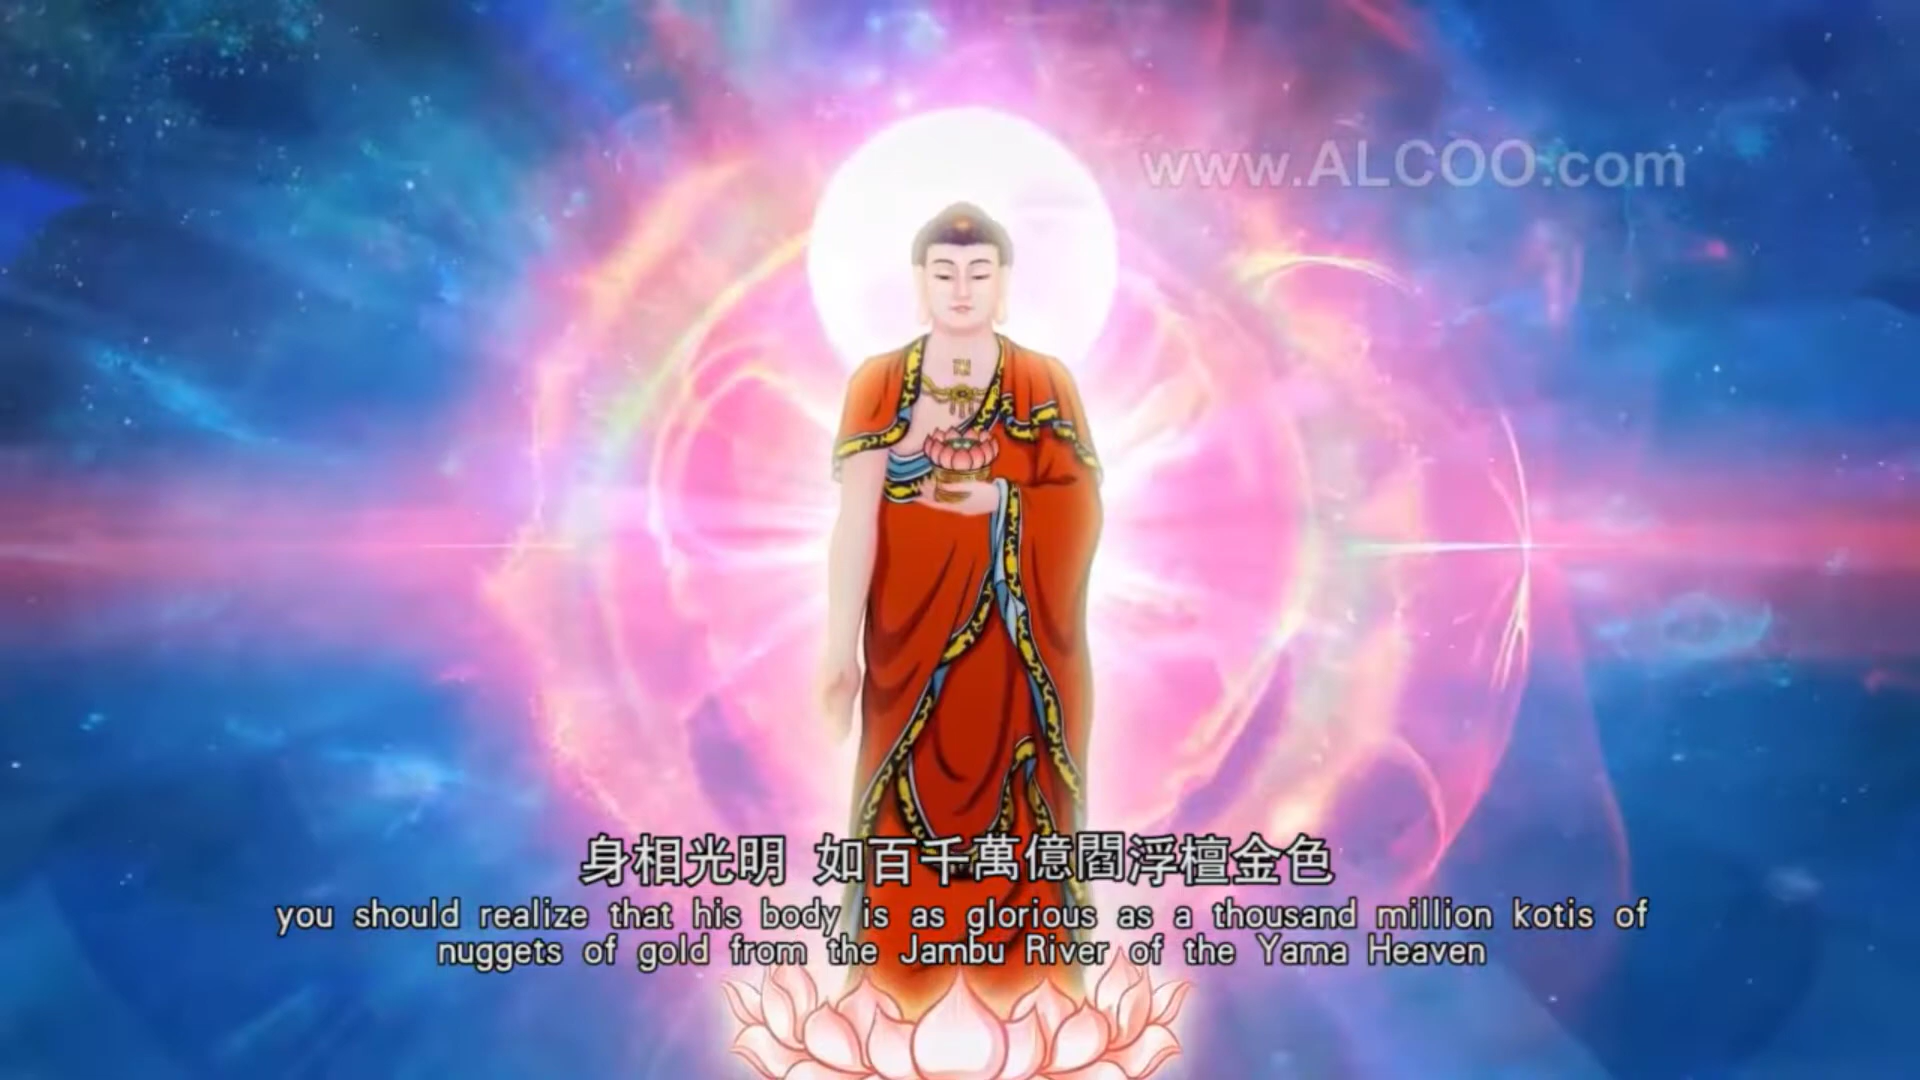 www.ALCOO.com
身相光明 如百千萬億閻浮檀金色
you should realize that his body is as glorious as a thousand million kotis of
nuggets of gold from the Jambu River of the Yama Heaven